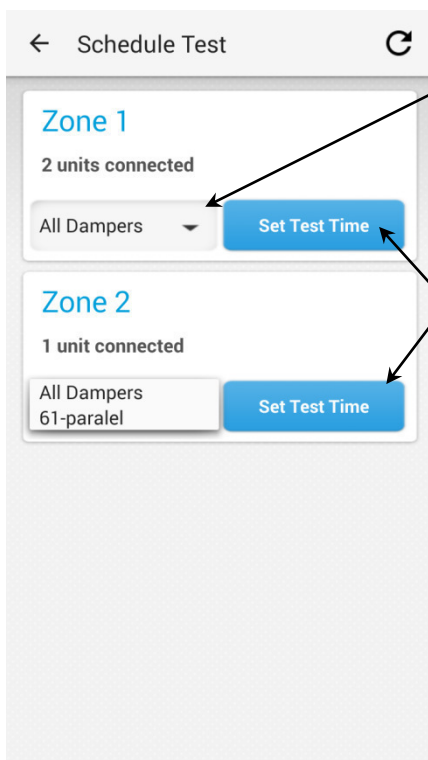 Schedule Test
Zone 1
2 units connected
All Dampers
Set Test Time
Zone 2
1 unit connected
All Dampers
61-paralel
Set Test Time